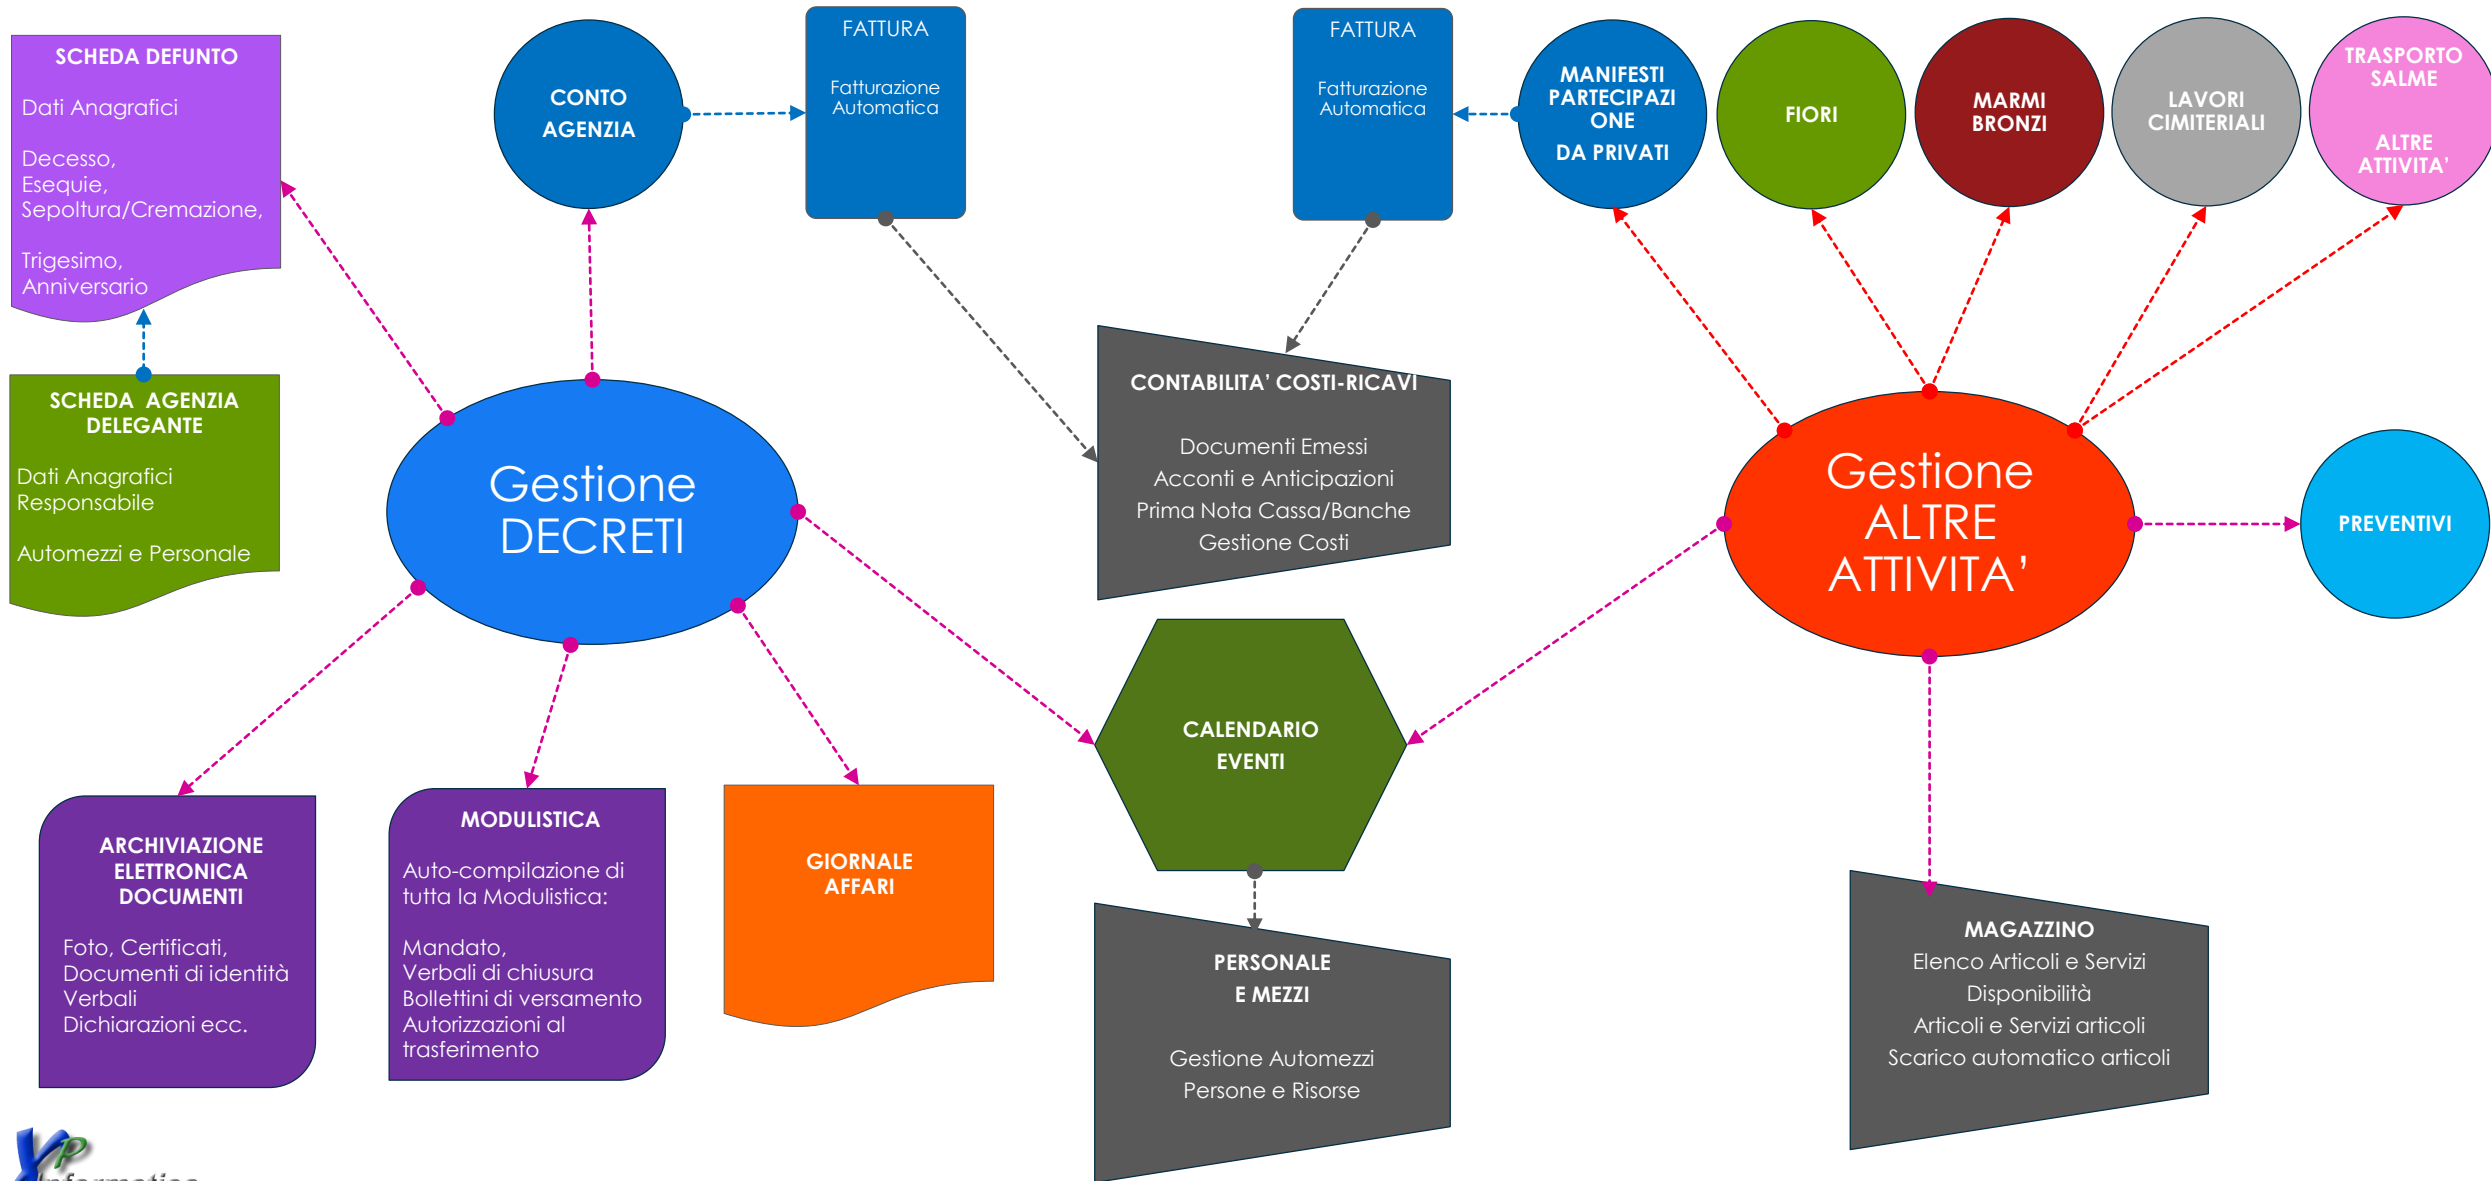 SCHEDA DEFUNTO
Dati Anagrafici
Decesso,
Esequie,
Sepoltura/Cremazione,
Trigesimo,
Anniversario
SCHEDA AGENZIA
DELEGANTE
Dati Anagrafici
Responsabile
Automezzi e Personale
CONTO
AGENZIA
FATTURA
Fatturazione
Automatica
FATTURA
Fatturazione
Automatica
MANIFESTI
PARTECIPAZI
ONE
DA PRIVATI
FIORI
MARMI
BRONZI
LAVORI
CIMITERIALI
TRASPORTO
SALME
ALTRE
ATTIVITA'
Gestione
DECRETI
CONTABILITA' COSTI-RICAVI
Documenti Emessi
Acconti e Anticipazioni
Prima Nota Cassa/Banche
Gestione Costi
Gestione
ALTRE
ATTIVITA'
PREVENTIVI
CALENDARIO
EVENTI
ARCHIVIAZIONE
ELETTRONICA
DOCUMENTI
Foto, Certificati,
Documenti di identità
Verbali
Dichiarazioni ecc.
MODULISTICA
Auto-compilazione di
tutta la Modulistica:
Mandato,
Verbali di chiusura
Bollettini di versamento
Autorizzazioni al
trasferimento
GIORNALE
AFFARI
PERSONALE
E MEZZI
Gestione Automezzi
Persone e Risorse
MAGAZZINO
Elenco Articoli e Servizi
Disponibilità
Articoli e Servizi articoli
Scarico automatico articoli
YP
Informatica